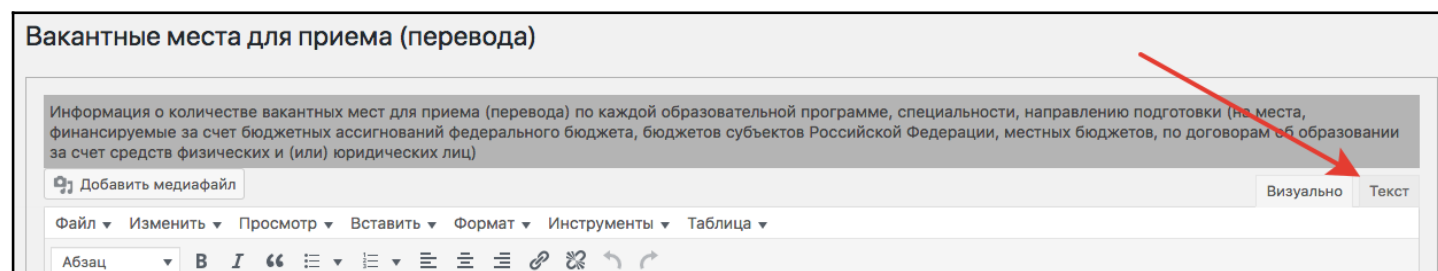 Вакантные места для приема (перевода)
Информация о количестве вакантных мест для приема (перевода) по каждой образовательной программе, специальности, направлению подготовки (на места,
финансируемые за счет бюджетных ассигнований федерального бюджета, бюджетов субъектов Российской Федерации, местных бюджетов, по договорам об образовании
за счет средств физических и (или) юридических лиц)
Добавить медиафайл
Визуально Текст
Файл Изменить Просмотр Вставить Формат Инструменты Таблица
Абзац B I